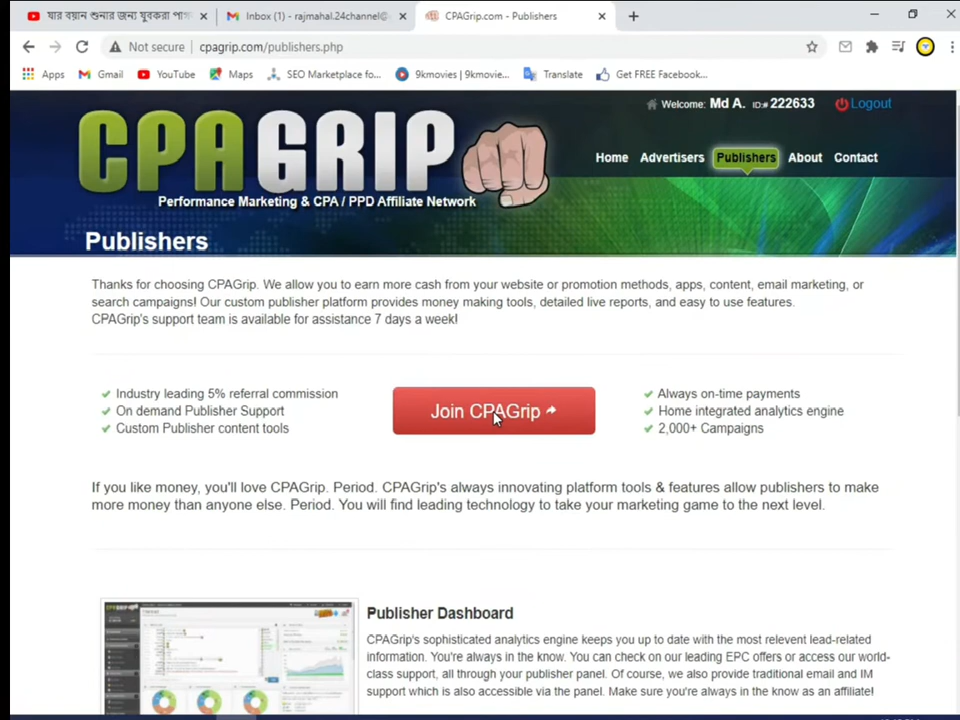 যার বয়ান শুনার জন্য যুবকরা পাগ
Inbox (1) - rajmahal.24channel@
CPAGrip.com - Publishers
Not secure
cpagrip.com/publishers.php
Apps
Gmail
YouTube
Maps
SEO Marketplace fo...
9kmovies | 9kmovie...
Translate
Get FREE Facebook...
Welcome: Md A. ID:# 222633
Logout
CPAGRIP
Performance Marketing & CPA / PPD Affiliate Network
Home
Advertisers
Publishers
About
Contact
Publishers
Thanks for choosing CPAGrip. We allow you to earn more cash from your website or promotion methods, apps, content, email marketing, or
search campaigns! Our custom publisher platform provides money making tools, detailed live reports, and easy to use features.
CPAGrip's support team is available for assistance 7 days a week!
Industry leading 5% referral commission
On demand Publisher Support
Custom Publisher content tools
Join CPAGrip
Always on-time payments
Home integrated analytics engine
2,000+ Campaigns
If you like money, you'll love CPAGrip. Period. CPAGrip's always innovating platform tools & features allow publishers to make
more money than anyone else. Period. You will find leading technology to take your marketing game to the next level.
CPAGRIP
Publisher Dashboard
CPAGrip's sophisticated analytics engine keeps you up to date with the most relevent lead-related
information. You're always in the know. You can check on our leading EPC offers or access our world-
class support, all through your publisher panel. Of course, we also provide traditional email and IM
support which is also accessible via the panel. Make sure you're always in the know as an affiliate!